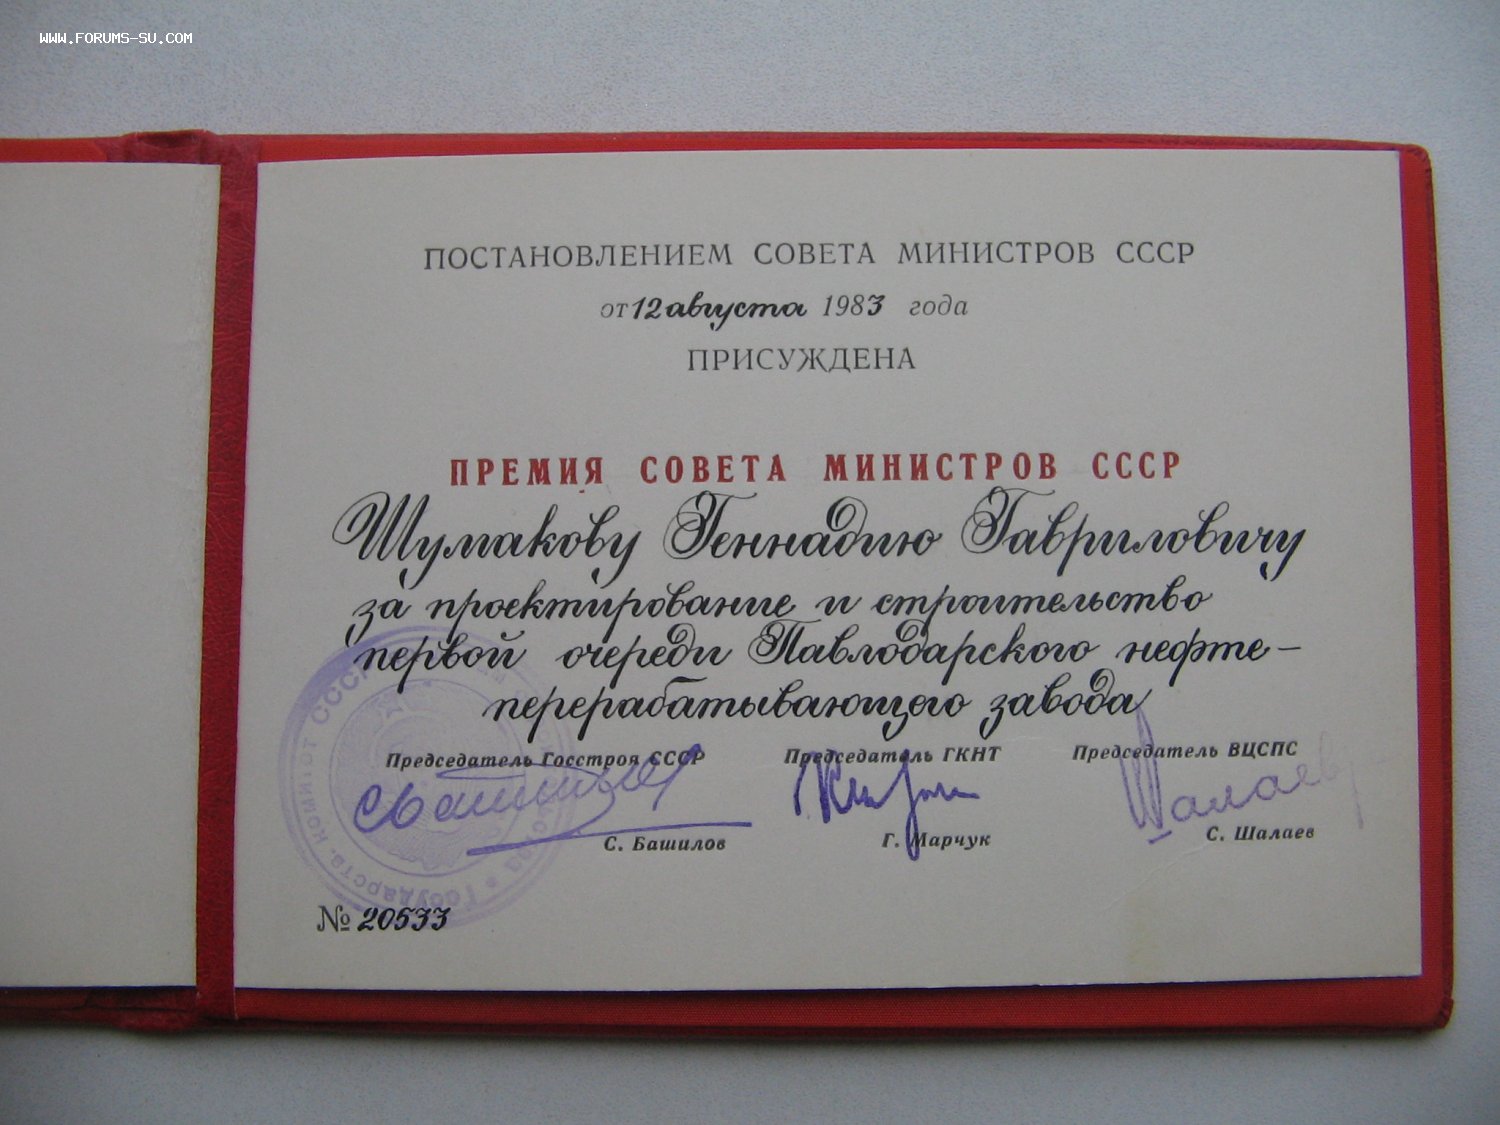 WWW.FORUMS-SU.COM
ПОСТАНОВЛЕНИЕМ СОВЕТА МИНИСТРОВ СССР
от 12 августа 1983 года
ПРИСУЖДЕНА
ПРЕМИЯ СОВЕТА МИНИСТРОВ СССР
Шумакову Геннадию Гавриловичу
за проектирование и строительство
первой очереди Павлодарского нефте-
перерабатывающего завода
Председатель Госстроя СССР Председатель ГКНТ Председатель ВЦСПС
С. Башилов Г. Марчук С. Шалаев
№ 20533